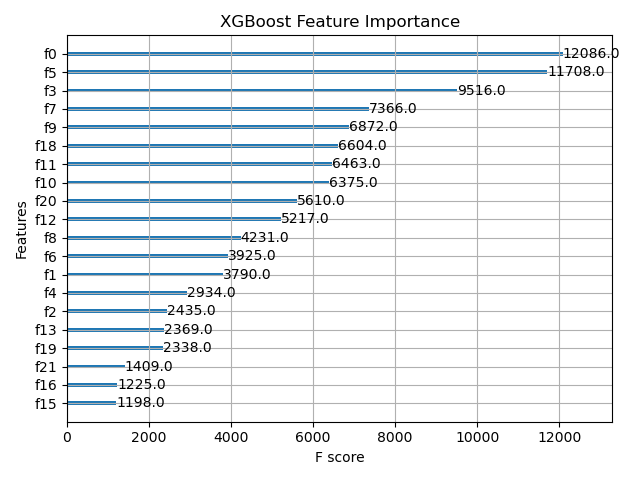 XGBoost Feature Importance
f0 12086.0
f5 11708.0
f3 9516.0
f7 7366.0
f9 6872.0
f18 6604.0
f11 6463.0
f10 6375.0
f20 5610.0
f12 5217.0
f8 4231.0
f6 3925.0
f1 3790.0
f4 2934.0
f2 2435.0
f13 2369.0
f19 2338.0
f21 1409.0
f16 1225.0
f15 1198.0
Features
0 2000 4000 6000 8000 10000 12000
F score